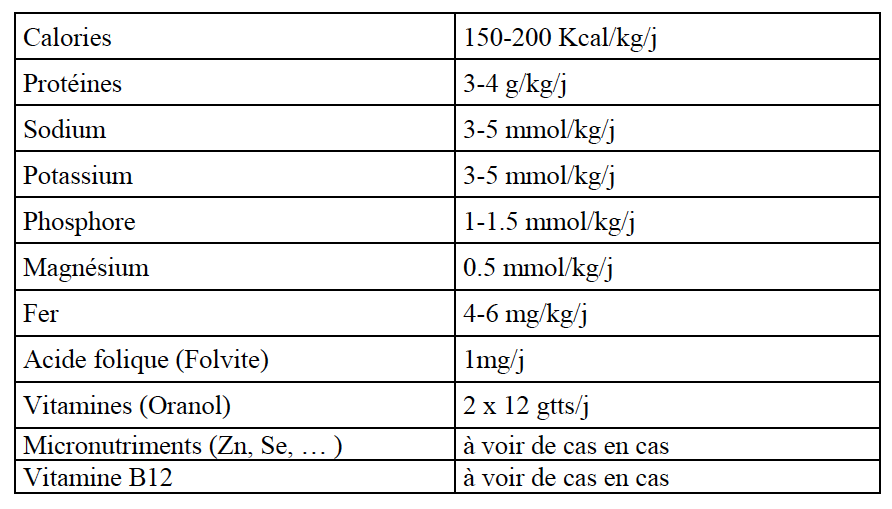 Calories 150-200 Kcal/kg/j
Protéines 3-4 g/kg/j
Sodium 3-5 mmol/kg/j
Potassium 3-5 mmol/kg/j
Phosphore 1-1.5 mmol/kg/j
Magnésium 0.5 mmol/kg/j
Fer 4-6 mg/kg/j
Acide folique (Folvite) 1mg/j
Vitamines (Oranol) 2 x 12 gtts/j
Micronutriments (Zn, Se, … ) à voir de cas en cas
Vitamine B12 à voir de cas en cas